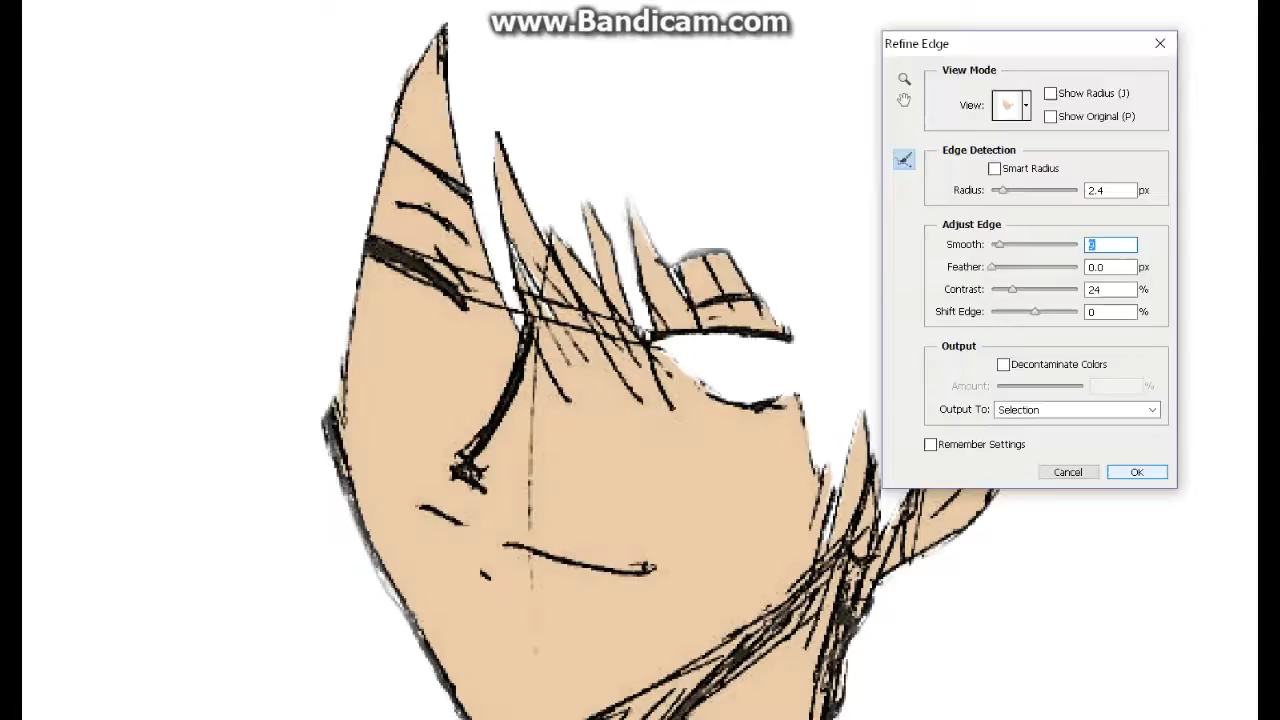 www.Bandicam.com
Refine Edge
View Mode
View:
Show Radius (J)
Show Original (P)
Edge Detection
Smart Radius
Radius: 2.4 px
Adjust Edge
Smooth:
Feather: 0.0 px
Contrast: 24 %
Shift Edge: 0 %
Output
Decontaminate Colors
Amount: %
Output To: Selection
Remember Settings
Cancel OK